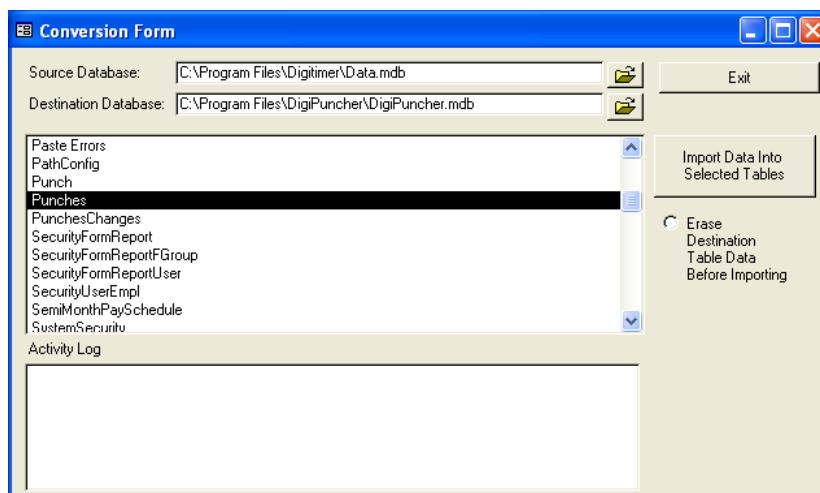 Conversion Form
Source Database: C:\Program Files\Digitimer\Data.mdb
Exit
Destination Database: C:\Program Files\DigiPuncher\DigiPuncher.mdb
Paste Errors
PathConfig
Punch
Punches
PunchesChanges
SecurityFormReport
SecurityFormReportFGroup
SecurityFormReportUser
SecurityUserEmpl
SemiMonthPaySchedule
SystemSecurity
Import Data Into
Selected Tables
Erase
Destination
Table Data
Before Importing
Activity Log